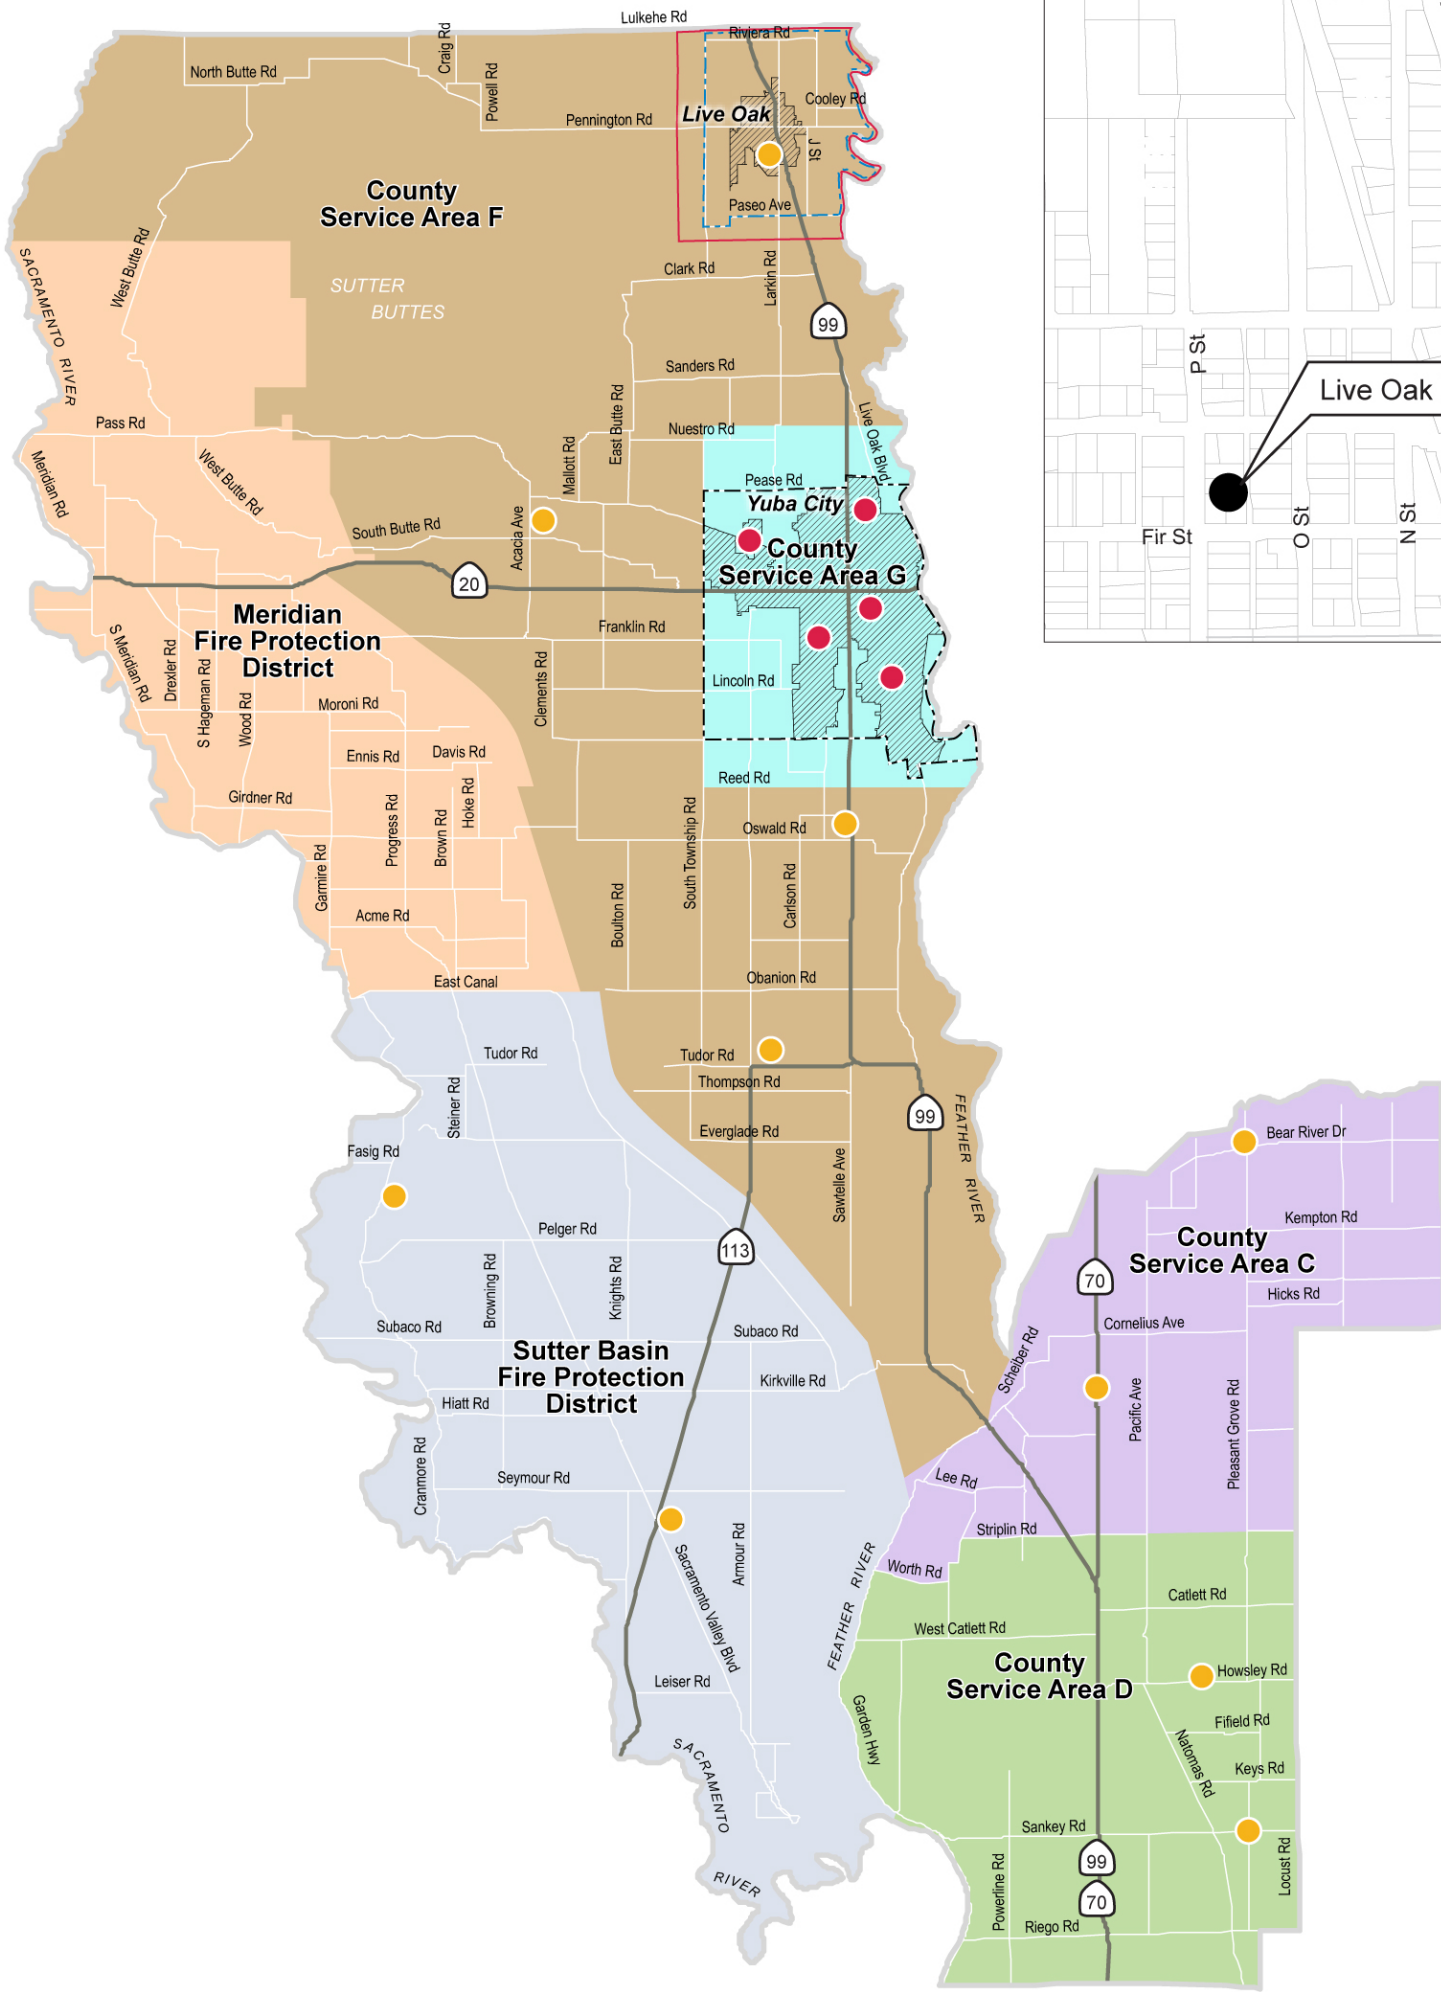 Lulkehe Rd
Riviera Rd
Craig Rd
North Butte Rd
Powell Rd
Cooley Rd
Live Oak
Pennington Rd
J St
County
Service Area F
Paseo Ave
West Butte Rd
SACRAMENTO RIVER
Clark Rd
Larkin Rd
SUTTER
BUTTES
99
P St
Sanders Rd
Live Oak
East Butte Rd
Live Oak Blvd
Pass Rd
Nuestro Rd
Mallott Rd
Meridian Rd
West Butte Rd
Pease Rd
Yuba City
South Butte Rd
Acacia Ave
Fir St
O St
N St
County
Service Area G
20
Meridian
Fire Protection
District
Franklin Rd
S Meridian Rd
Drexler Rd
S Hageman Rd
Wood Rd
Clements Rd
Lincoln Rd
Moroni Rd
Ennis Rd
Davis Rd
Reed Rd
Girdner Rd
Hoke Rd
Progress Rd
Brown Rd
South Township Rd
Oswald Rd
Garmire Rd
Boulton Rd
Carlson Rd
Acme Rd
East Canal
Obanion Rd
Tudor Rd
Tudor Rd
Thompson Rd
Steiner Rd
99
FEATHER RIVER
Everglade Rd
Bear River Dr
Fasig Rd
Sawtelle Ave
Pelger Rd
Kempton Rd
113
County
Service Area C
70
Browning Rd
Knights Rd
Hicks Rd
Subaco Rd
Subaco Rd
Cornelius Ave
Sutter Basin
Fire Protection
District
Scheiber Rd
Kirkville Rd
Hiatt Rd
Pacific Ave
Pleasant Grove Rd
Cranmore Rd
Seymour Rd
Lee Rd
Striplin Rd
Armour Rd
Worth Rd
Sacramento Valley Blvd
FEATHER RIVER
Catlett Rd
West Catlett Rd
County
Service Area D
Leiser Rd
Howsley Rd
Garden Hwy
Fifield Rd
Natomas Rd
Keys Rd
SACRAMENTO
RIVER
Sankey Rd
99
Locust Rd
Powerline Rd
70
Riego Rd